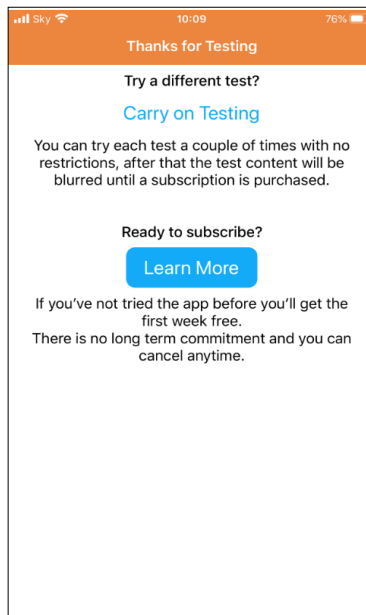 Sky 10:09 76%
Thanks for Testing
Try a different test?
Carry on Testing
You can try each test a couple of times with no
restrictions, after that the test content will be
blurred until a subscription is purchased.
Ready to subscribe?
Learn More
If you've not tried the app before you'll get the
first week free.
There is no long term commitment and you can
cancel anytime.